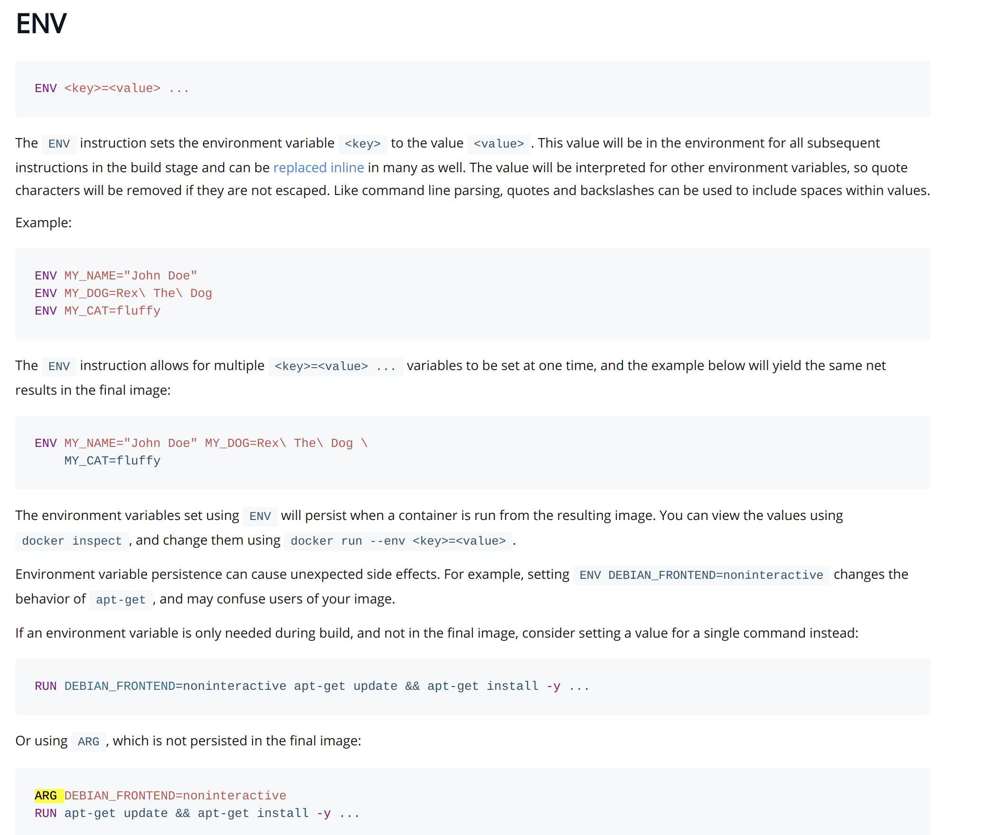 ENV
ENV <key>=<value> ...
The ENV instruction sets the environment variable <key> to the value <value>. This value will be in the environment for all subsequent
instructions in the build stage and can be replaced inline in many as well. The value will be interpreted for other environment variables, so quote
characters will be removed if they are not escaped. Like command line parsing, quotes and backslashes can be used to include spaces within values.
Example:
ENV MY_NAME="John Doe"
ENV MY_DOG=Rex\ The\ Dog
ENV MY_CAT=fluffy
The ENV instruction allows for multiple <key>=<value> ... variables to be set at one time, and the example below will yield the same net
results in the final image:
ENV MY_NAME="John Doe" MY_DOG=Rex\ The\ Dog \
    MY_CAT=fluffy
The environment variables set using ENV will persist when a container is run from the resulting image. You can view the values using
docker inspect, and change them using docker run --env <key>=<value>.
Environment variable persistence can cause unexpected side effects. For example, setting ENV DEBIAN_FRONTEND=noninteractive changes the
behavior of apt-get, and may confuse users of your image.
If an environment variable is only needed during build, and not in the final image, consider setting a value for a single command instead:
RUN DEBIAN_FRONTEND=noninteractive apt-get update && apt-get install -y ...
Or using ARG, which is not persisted in the final image:
ARG DEBIAN_FRONTEND=noninteractive
RUN apt-get update && apt-get install -y ...